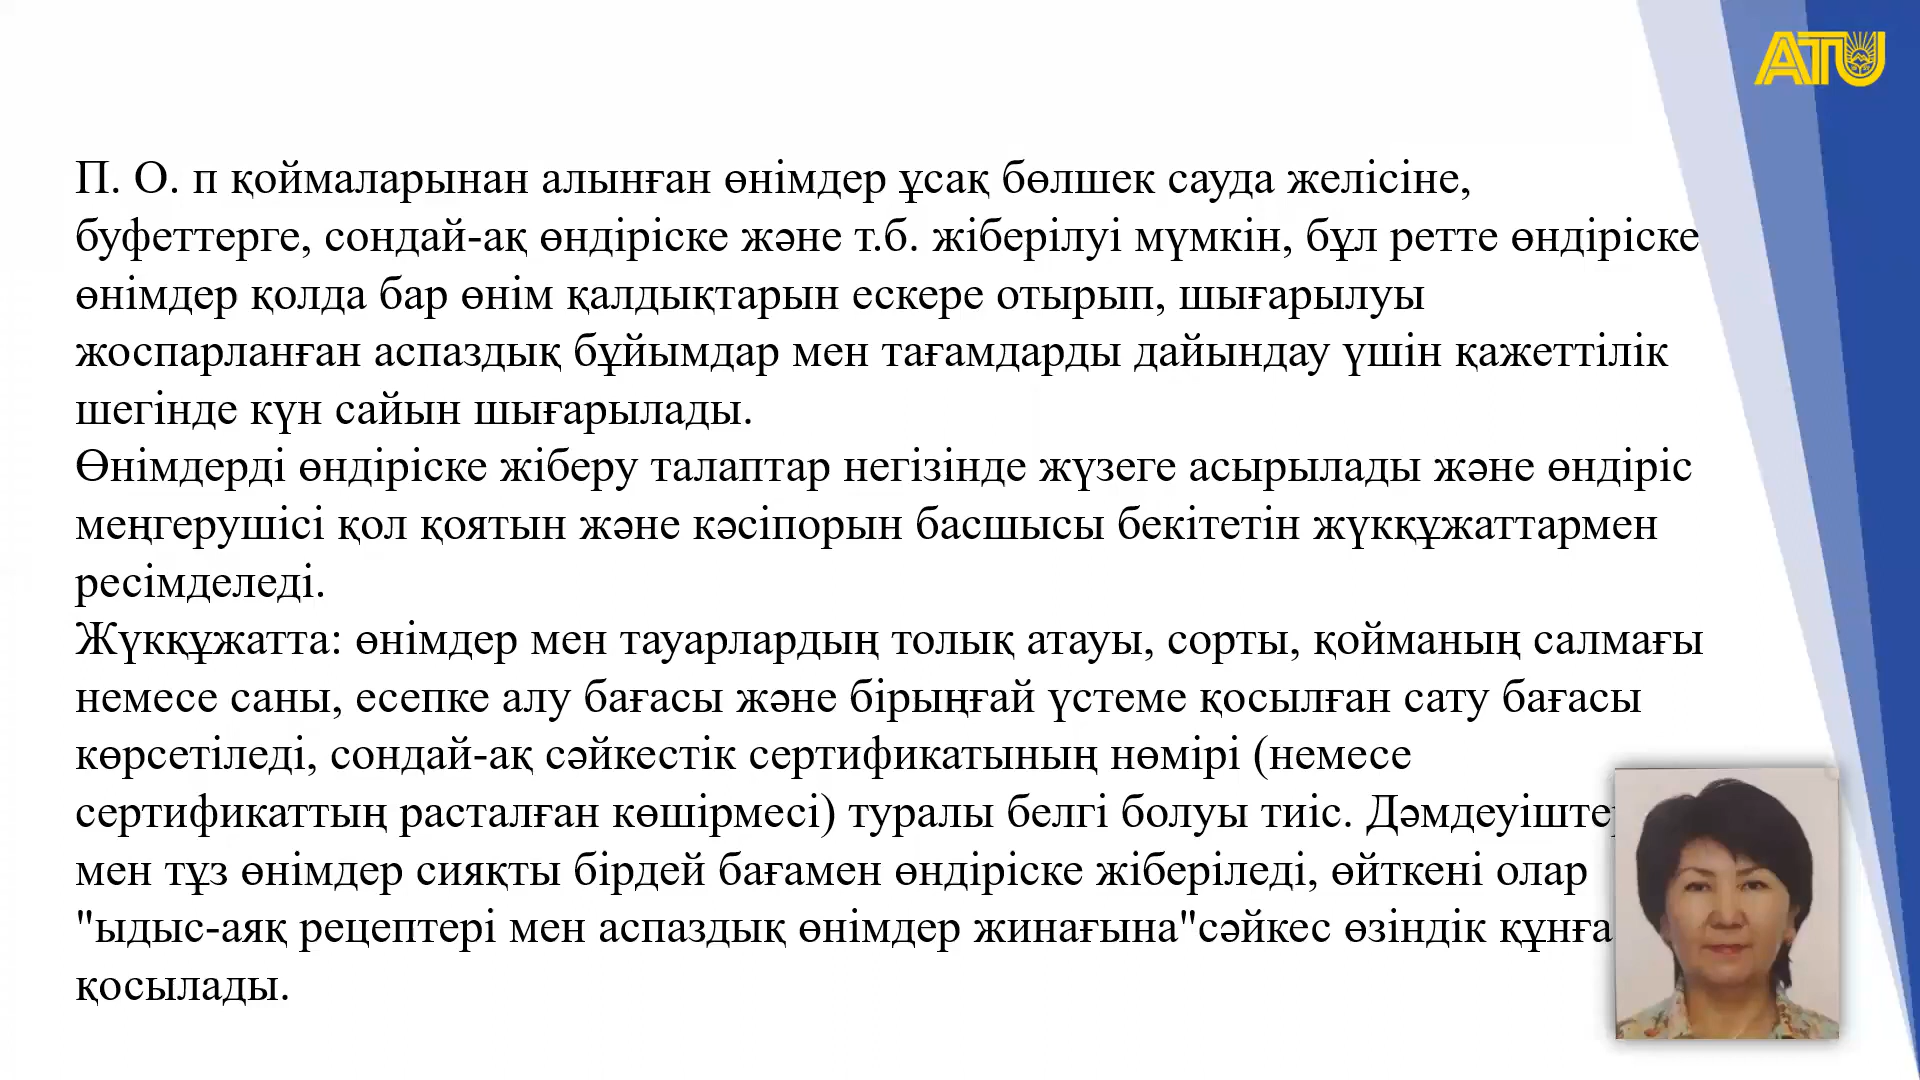 ATU
П. О. п қоймаларынан алынған өнімдер ұсақ бөлшек сауда желісіне,
буфеттерге, сондай-ақ өндіріске және т.б. жіберілуі мүмкін, бұл ретте өндіріске
өнімдер қолда бар өнім қалдықтарын ескере отырып, шығарылуы
жоспарланған аспаздық бұйымдар мен тағамдарды дайындау үшін қажеттілік
шегінде күн сайын шығарылады.
Өнімдерді өндіріске жіберу талаптар негізінде жүзеге асырылады және өндіріс
меңгерушісі қол қоятын және кәсіпорын басшысы бекітетін жүкқұжаттармен
ресімделеді.
Жүкқұжатта: өнімдер мен тауарлардың толық атауы, сорты, қойманың салмағы
немесе саны, есепке алу бағасы және бірыңғай үстеме қосылған сату бағасы
көрсетіледі, сондай-ақ сәйкестік сертификатының нөмірі (немесе
сертификаттың расталған көшірмесі) туралы белгі болуы тиіс. Дәмдеуіштер
мен тұз өнімдер сияқты бірдей бағамен өндіріске жіберіледі, өйткені олар
"ыдыс-аяқ рецептері мен аспаздық өнімдер жинағына"сәйкес өзіндік құнға
қосылады.